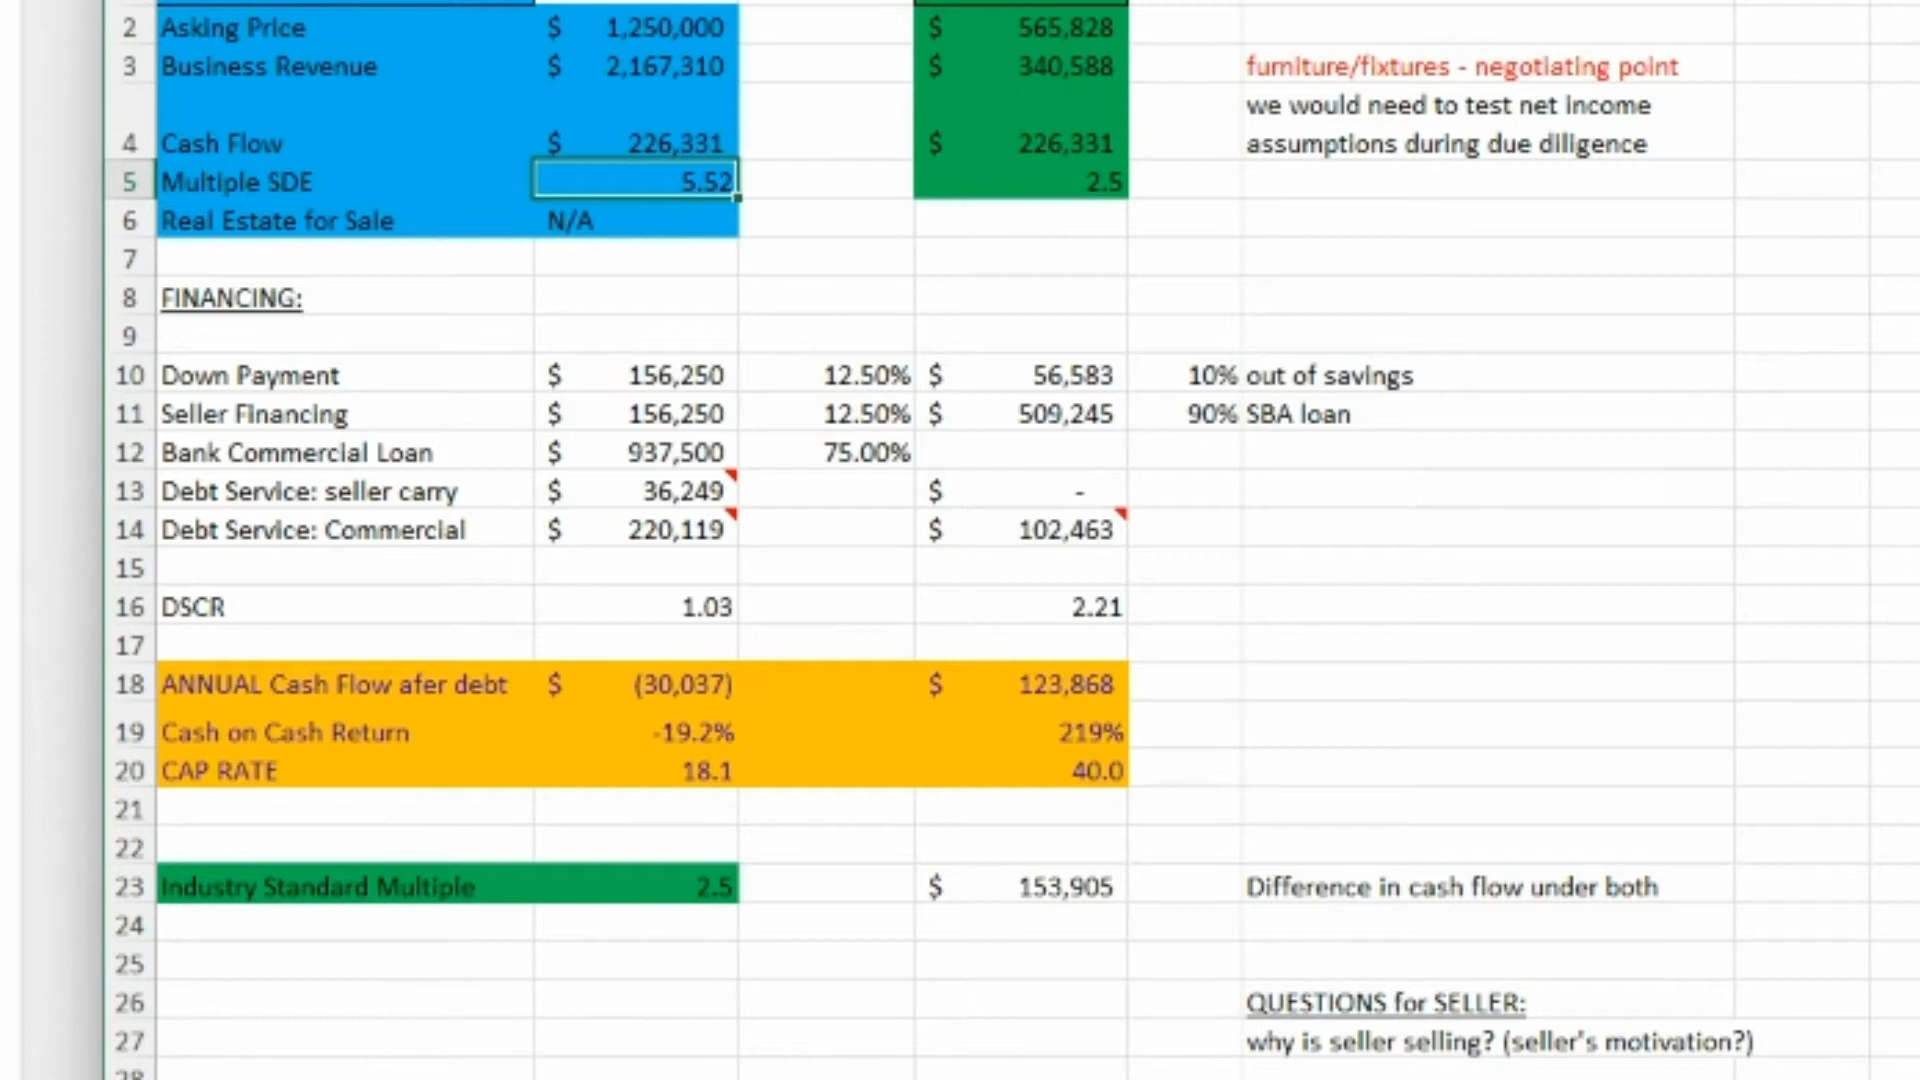 2 Asking Price $ 1,250,000 $ 565,828
3 Business Revenue $ 2,167,310 $ 340,588 furniture/fixtures - negotiating point
we would need to test net income
4 Cash Flow $ 226,331 $ 226,331 assumptions during due diligence
5 Multiple SDE 5.52 2.5
6 Real Estate for Sale N/A
7
8 FINANCING:
9
10 Down Payment $ 156,250 12.50% $ 56,583 10% out of savings
11 Seller Financing $ 156,250 12.50% $ 509,245 90% SBA loan
12 Bank Commercial Loan $ 937,500 75.00%
13 Debt Service: seller carry $ 36,249 $ -
14 Debt Service: Commercial $ 220,119 $ 102,463
15
16 DSCR 1.03 2.21
17
18 ANNUAL Cash Flow afer debt $ (30,037) $ 123,868
19 Cash on Cash Return -19.2% 219%
20 CAP RATE 18.1 40.0
21
22
23 Industry Standard Multiple 2.5 $ 153,905 Difference in cash flow under both
24
25
26 QUESTIONS for SELLER:
27 why is seller selling? (seller's motivation?)
28